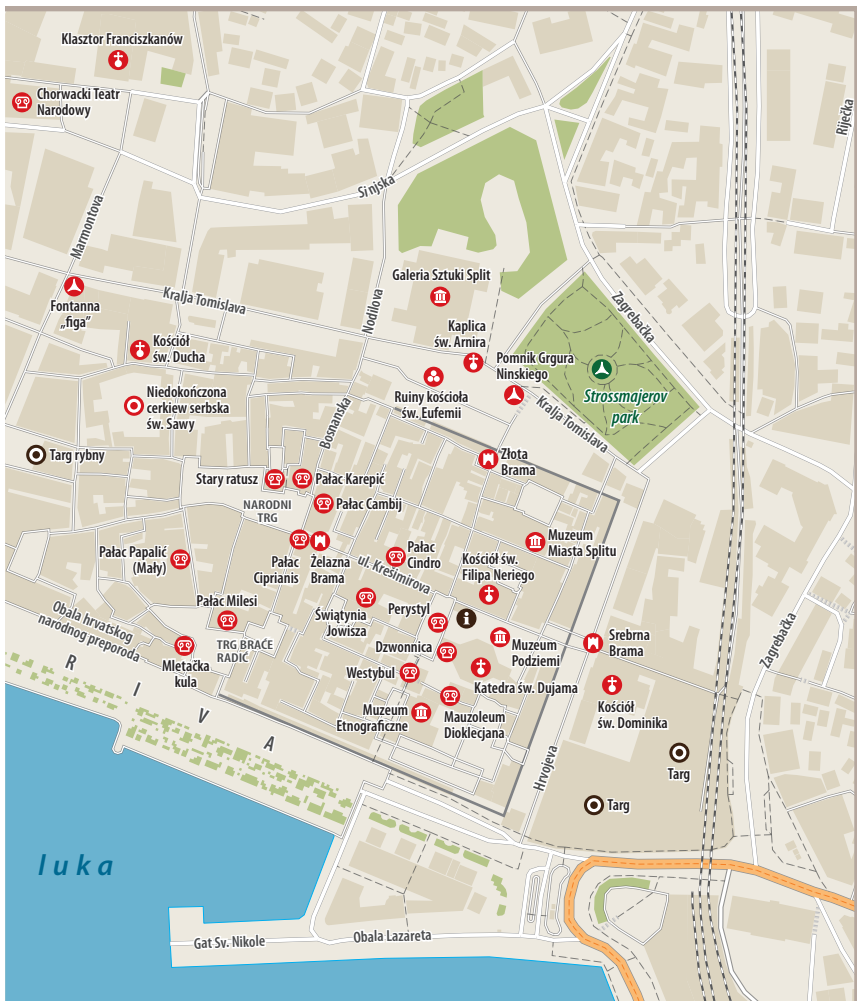 Klasztor Franciszkanów
Chorwacki Teatr
Narodowy
Riječka
Sinjska
Marmontova
Galeria Sztuki Split
Fontanna
„figa”
Kralja Tomislava
Nodilova
Zagrebačka
Kaplica
św. Arnira
Kościół
św. Ducha
Pomnik Grgura
Ninskiego
Ruiny kościoła
św. Eufemii
Strossmajerov
park
Niedokończona
cerkiew serbska
św. Sawy
Bosnanska
Kralja Tomislava
Targ rybny
Złota
Brama
Stary ratusz
Pałac Karepić
NARODNI
TRG
Pałac Cambij
Muzeum
Miasta Splitu
Pałac Papalić
(Mały)
Pałac
Ciprianis
Żelazna
Brama
ul. Krešimirova
Pałac
Cindro
Kościół św.
Filipa Neriego
Pałac Milesi
Świątynia
Jowisza
Perystyl
i
Obala hrvatskog
narodnog preporoda
TRG BRAĆE
RADIĆ
Mletačka
kula
Dzwonnica
Muzeum
Podziemi
Srebrna
Brama
Zagrebačka
Westybul
Katedra św. Dujama
Muzeum
Etnograficzne
Mauzoleum
Dioklecjana
Kościół
św. Dominika
RIVA
Hrvojeva
Targ
Targ
luka
Gat Sv. Nikole
Obala Lazareta